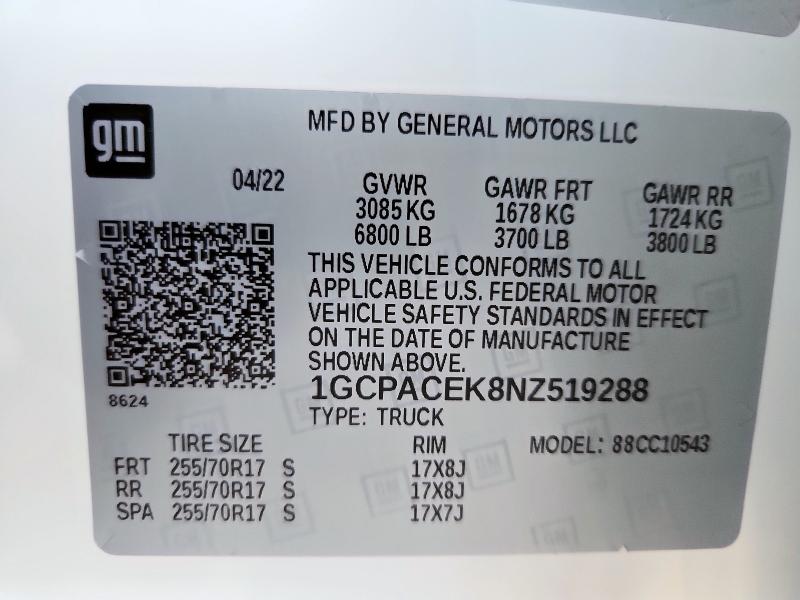 gm
MFD BY GENERAL MOTORS LLC
04/22
GVWR GAWR FRT GAWR RR
3085 KG 1678 KG 1724 KG
6800 LB 3700 LB 3800 LB
THIS VEHICLE CONFORMS TO ALL
APPLICABLE U.S. FEDERAL MOTOR
VEHICLE SAFETY STANDARDS IN EFFECT
ON THE DATE OF MANUFACTURE
SHOWN ABOVE.
8624
1GCPACEK8NZ519288
TYPE: TRUCK
TIRE SIZE RIM MODEL: 88CC10543
FRT 255/70R17 S 17X8J
RR 255/70R17 S 17X8J
SPA 255/70R17 S 17X7J